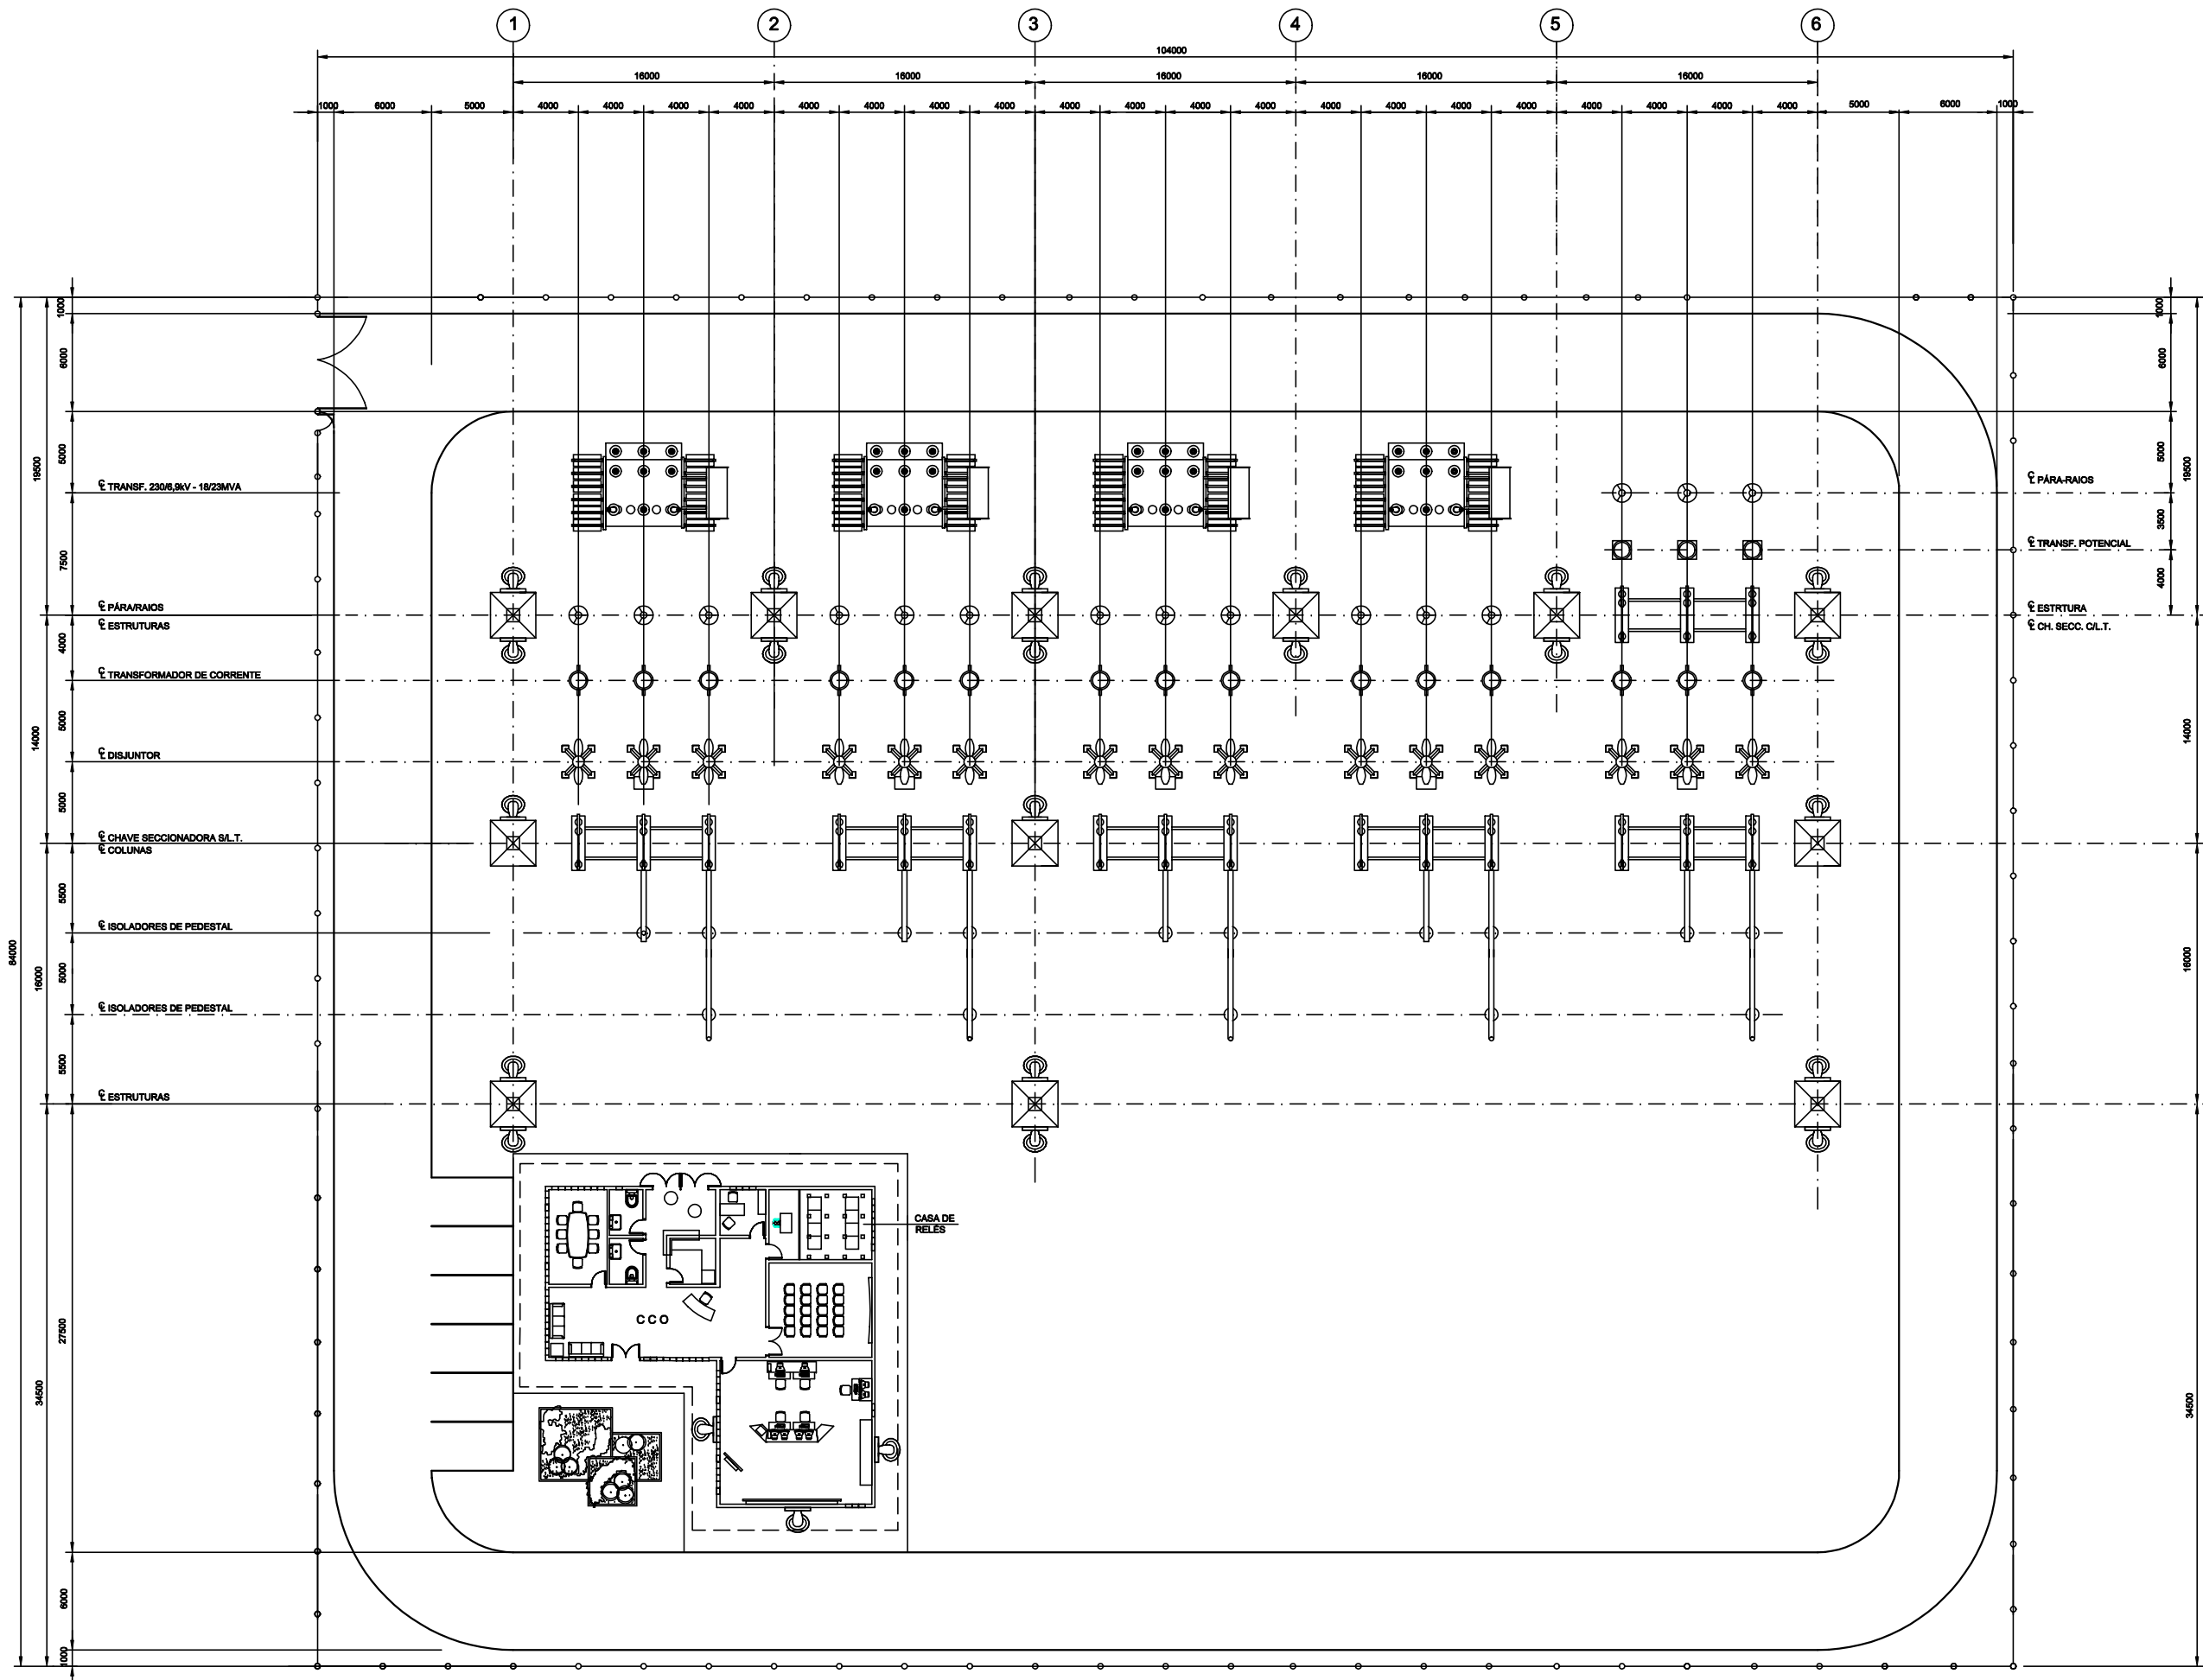 1 2 3 4 5 6
104000
16000 16000 16000 16000 16000
1000 6000 5000 4000 4000 4000 4000 4000 4000 4000 4000 4000 4000 4000 4000 4000 4000 4000 4000 4000 4000 4000 4000 5000 6000 1000
1000
6000
5000
19500
℄ TRANSF. 230/6,9kV - 18/23MVA
7500
℄ PÁRA/RAIOS
℄ ESTRUTURAS
4000
℄ TRANSFORMADOR DE CORRENTE
5000
14000
℄ DISJUNTOR
5000
℄ CHAVE SECCIONADORA S/L.T.
℄ COLUNAS
5500
℄ ISOLADORES DE PEDESTAL
84000
16000
5000
℄ ISOLADORES DE PEDESTAL
5500
℄ ESTRUTURAS
27500
34500
6000
1000
CASA DE
RELÉS
C C O
1000
6000
5000
19500
℄ PÁRA-RAIOS
3500
℄ TRANSF. POTENCIAL
4000
℄ ESTRTURA
℄ CH. SECC. C/L.T.
14000
16000
34500